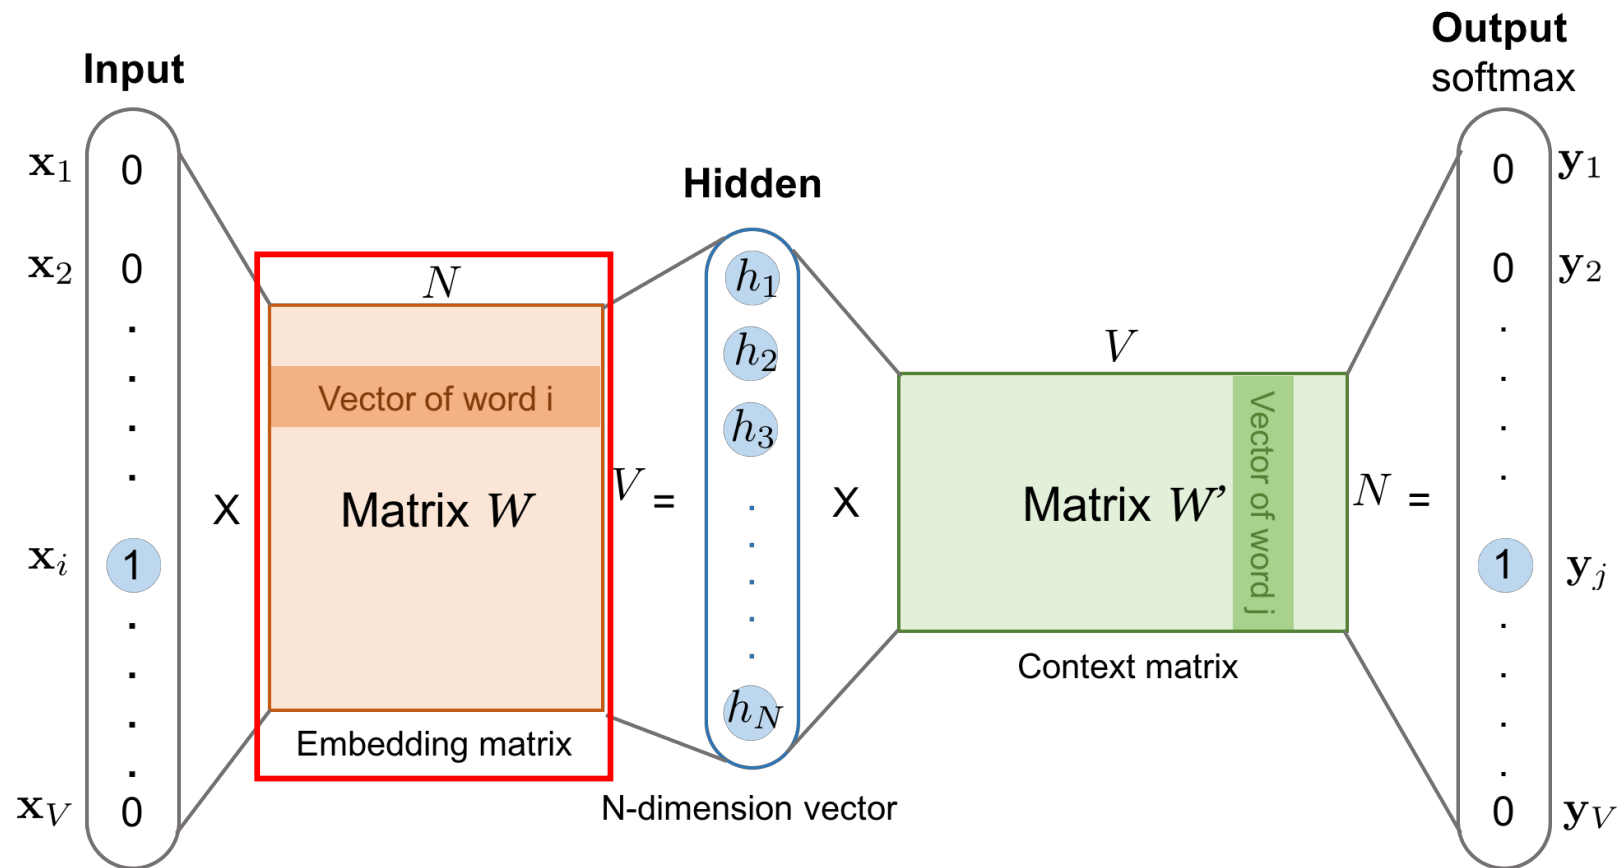 Input
x1 0
x2 0
.
.
.
.
xi 1
.
.
.
.
xV 0
X
N
Vector of word i
Matrix W
V
Embedding matrix
=
Hidden
h1
h2
h3
.
.
.
.
.
hN
N-dimension vector
X
V
Matrix W’
Vector of word j
N
Context matrix
=
Output
softmax
0 y1
0 y2
.
.
.
.
1 yj
.
.
.
.
0 yV